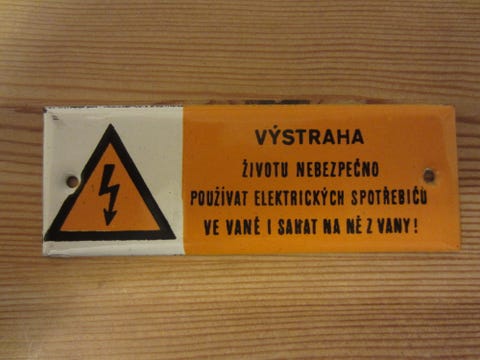 VÝSTRAHA
ŽIVOTU NEBEZPEČNO
POUŽÍVAT ELEKTRICKÝCH SPOTŘEBIČŮ
VE VANĚ I SAHAT NA NĚ Z VANY!